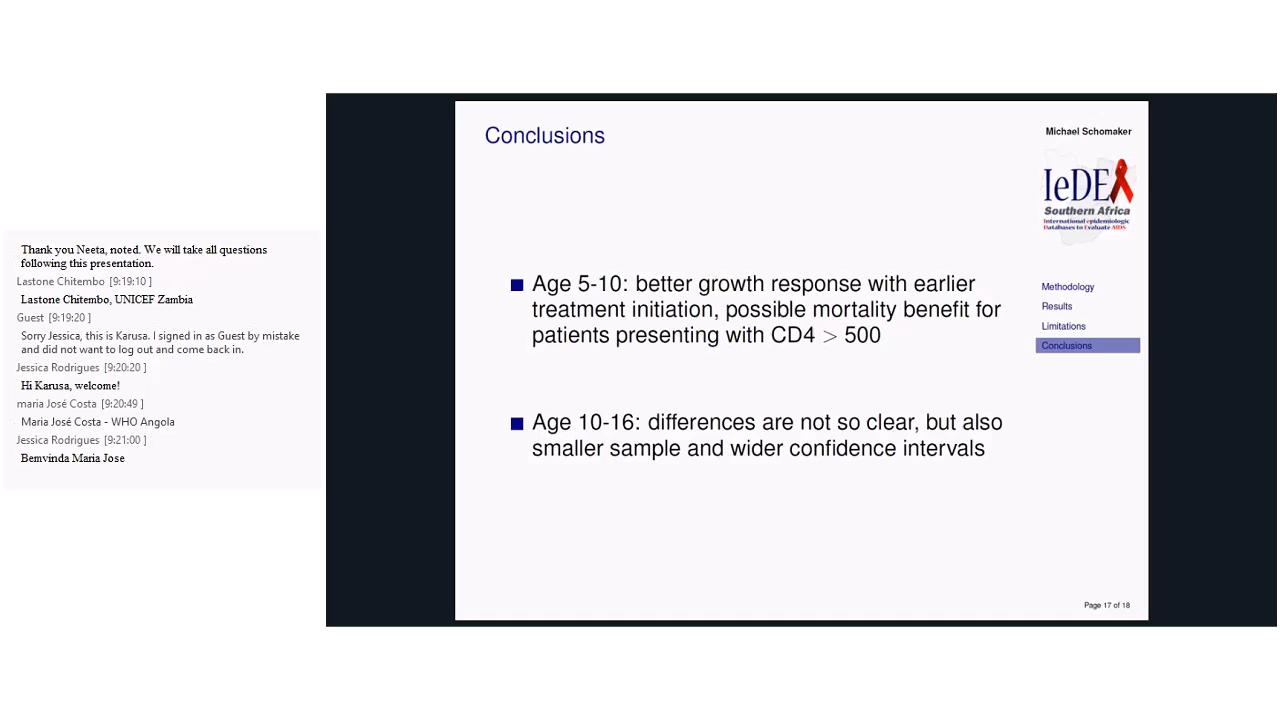 Thank you Neeta, noted. We will take all questions
following this presentation.
Lastone Chitembo [9:19:10 ]
Lastone Chitembo, UNICEF Zambia
Guest [9:19:20 ]
Sorry Jessica, this is Karusa. I signed in as Guest by mistake
and did not want to log out and come back in.
Jessica Rodrigues [9:20:20 ]
Hi Karusa, welcome!
maria José Costa [9:20:49 ]
Maria José Costa - WHO Angola
Jessica Rodrigues [9:21:00 ]
Bemvinda Maria Jose
Conclusions
Age 5-10: better growth response with earlier
treatment initiation, possible mortality benefit for
patients presenting with CD4 > 500
Age 10-16: differences are not so clear, but also
smaller sample and wider confidence intervals
Michael Schomaker
IeDEA
Southern Africa
International epidemiologic
Databases to Evaluate AIDS
Methodology
Results
Limitations
Conclusions
Page 17 of 18